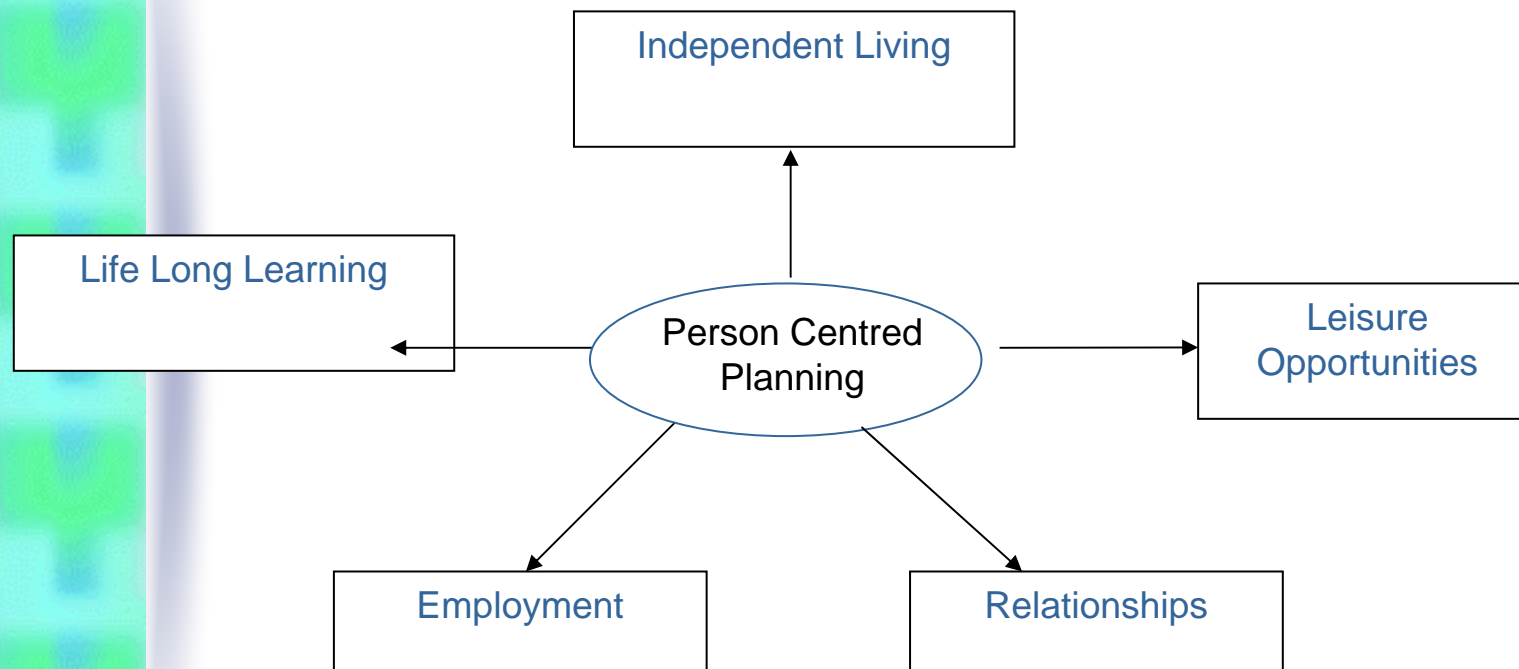 Independent Living
Life Long Learning
Person Centred
Planning
Leisure
Opportunities
Employment
Relationships